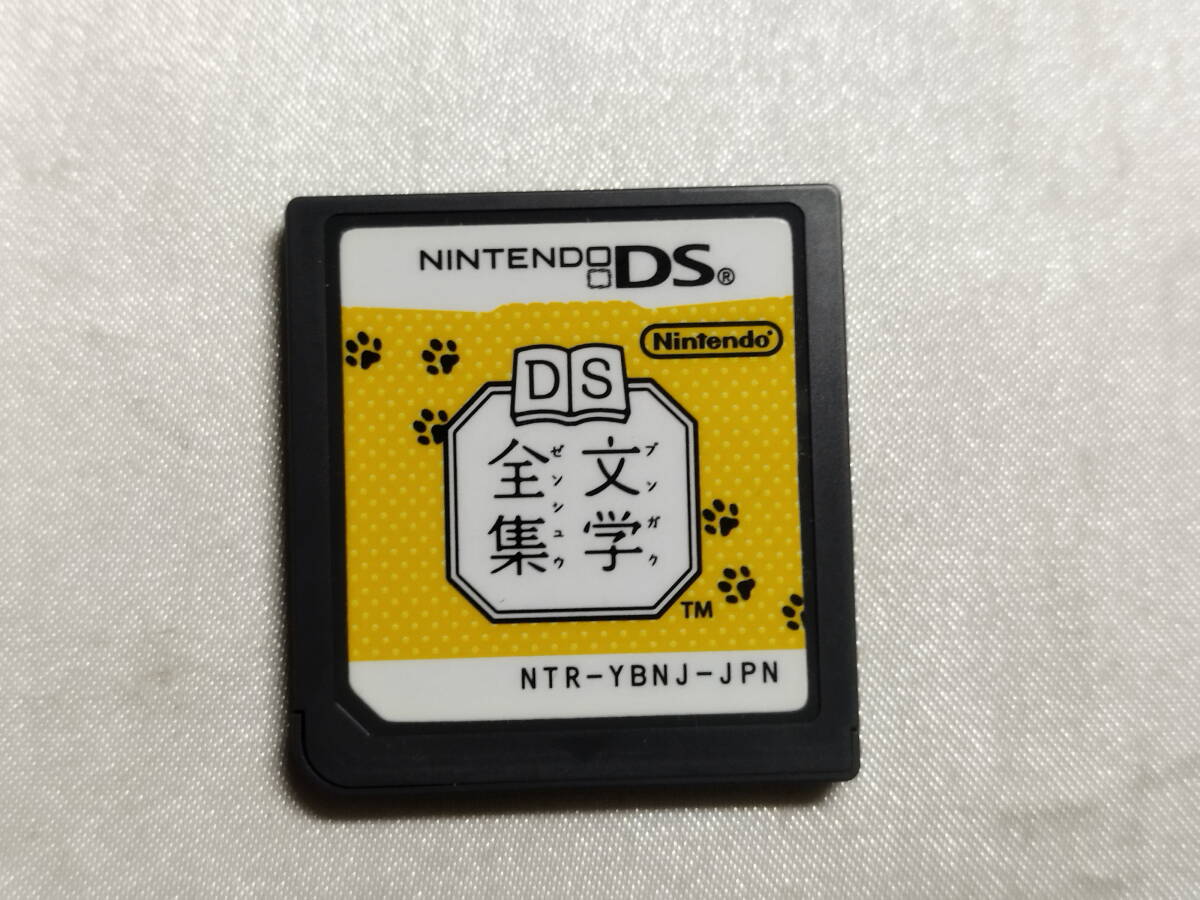 NINTENDO DS®
Nintendo®
DS
文学
ブンガク
全集
ゼンシュウ
TM
NTR-YBNJ-JPN